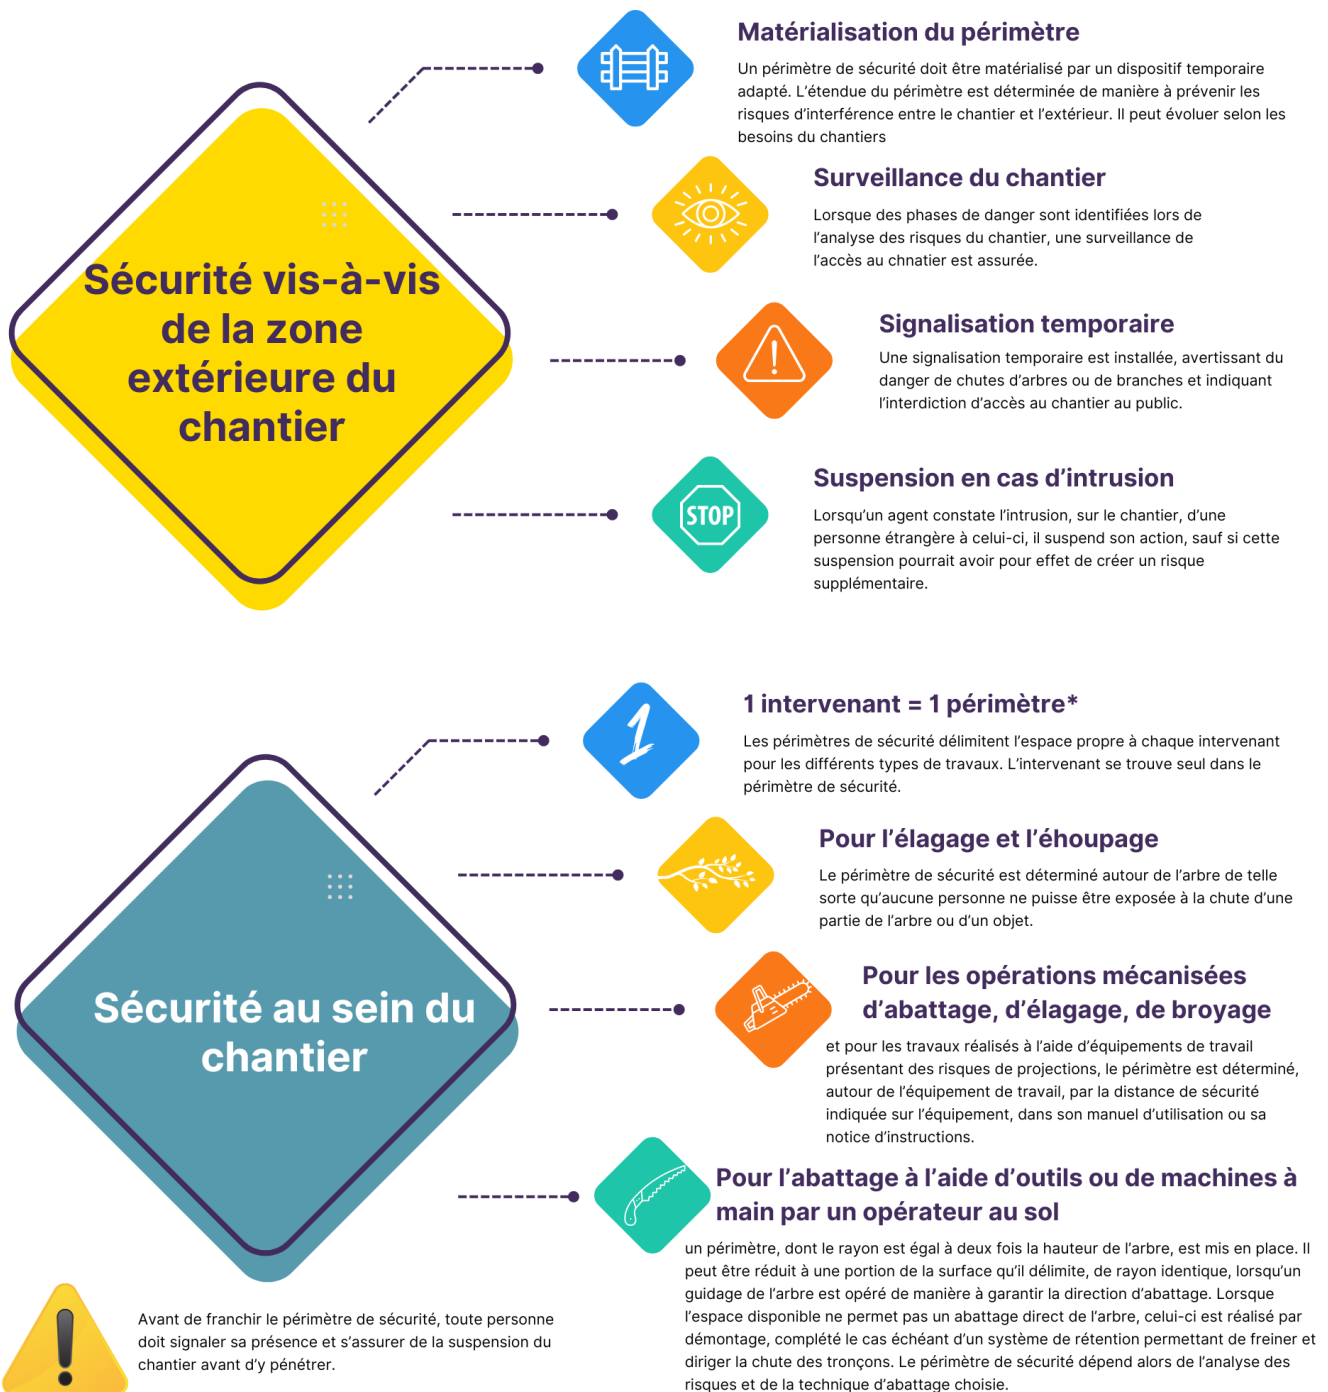 Sécurité vis-à-vis
de la zone
extérieure du
chantier
Matérialisation du périmètre
Un périmètre de sécurité doit être matérialisé par un dispositif temporaire
adapté. L’étendue du périmètre est déterminée de manière à prévenir les
risques d’interférence entre le chantier et l’extérieur. Il peut évoluer selon les
besoins du chantiers
Surveillance du chantier
Lorsque des phases de danger sont identifiées lors de
l’analyse des risques du chantier, une surveillance de
l’accès au chnatier est assurée.
Signalisation temporaire
Une signalisation temporaire est installée, avertissant du
danger de chutes d’arbres ou de branches et indiquant
l’interdiction d’accès au chantier au public.
STOP
Suspension en cas d’intrusion
Lorsqu’un agent constate l’intrusion, sur le chantier, d’une
personne étrangère à celui-ci, il suspend son action, sauf si cette
suspension pourrait avoir pour effet de créer un risque
supplémentaire.
Sécurité au sein du
chantier
1
1 intervenant = 1 périmètre*
Les périmètres de sécurité délimitent l’espace propre à chaque intervenant
pour les différents types de travaux. L’intervenant se trouve seul dans le
périmètre de sécurité.
Pour l’élagage et l’éhoupage
Le périmètre de sécurité est déterminé autour de l’arbre de telle
sorte qu’aucune personne ne puisse être exposée à la chute d’une
partie de l’arbre ou d’un objet.
Pour les opérations mécanisées
d’abattage, d’élagage, de broyage
et pour les travaux réalisés à l’aide d’équipements de travail
présentant des risques de projections, le périmètre est déterminé,
autour de l’équipement de travail, par la distance de sécurité
indiquée sur l’équipement, dans son manuel d’utilisation ou sa
notice d’instructions.
Pour l’abattage à l’aide d’outils ou de machines à
main par un opérateur au sol
un périmètre, dont le rayon est égal à deux fois la hauteur de l’arbre, est mis en place. Il
peut être réduit à une portion de la surface qu’il délimite, de rayon identique, lorsqu’un
guidage de l’arbre est opéré de manière à garantir la direction d’abattage. Lorsque
l’espace disponible ne permet pas un abattage direct de l’arbre, celui-ci est réalisé par
démontage, complété le cas échéant d’un système de rétention permettant de freiner et
diriger la chute des tronçons. Le périmètre de sécurité dépend alors de l’analyse des
risques et de la technique d’abattage choisie.
Avant de franchir le périmètre de sécurité, toute personne
doit signaler sa présence et s’assurer de la suspension du
chantier avant d’y pénétrer.